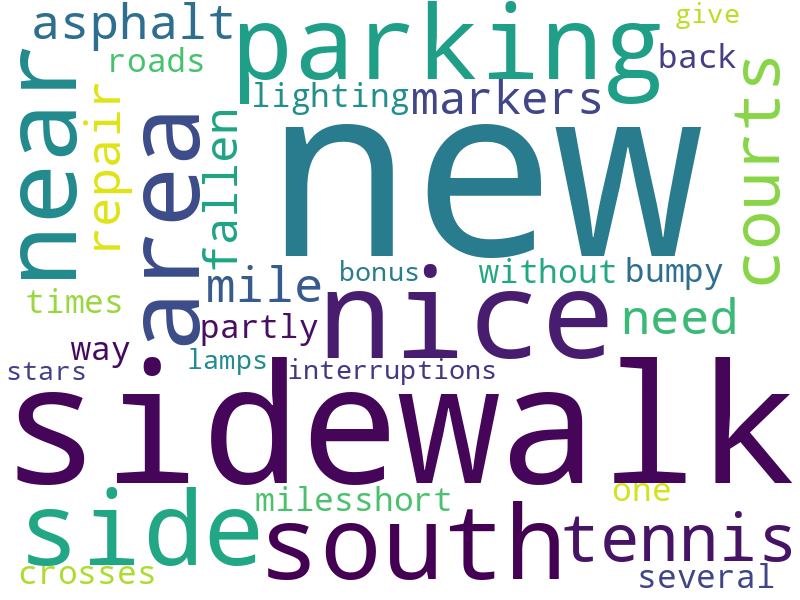 asphalt
parking
give
roads
back
near
lighting
markers
courts
repair
area
fallen
new
mile
bonus
without
bumpy
times
partly
nice
need
way
lamps
stars
interruptions
sidewalk
side
milesshort
one
south
tennis
crosses
several